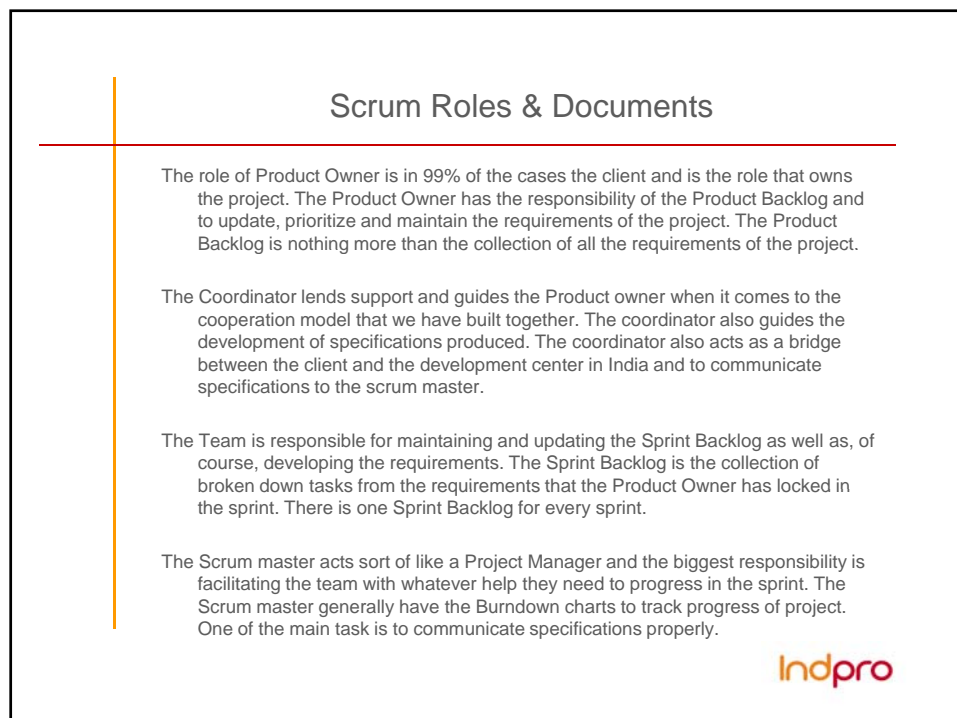 Scrum Roles & Documents
The role of Product Owner is in 99% of the cases the client and is the role that owns
the project. The Product Owner has the responsibility of the Product Backlog and
to update, prioritize and maintain the requirements of the project. The Product
Backlog is nothing more than the collection of all the requirements of the project.
The Coordinator lends support and guides the Product owner when it comes to the
cooperation model that we have built together. The coordinator also guides the
development of specifications produced. The coordinator also acts as a bridge
between the client and the development center in India and to communicate
specifications to the scrum master.
The Team is responsible for maintaining and updating the Sprint Backlog as well as, of
course, developing the requirements. The Sprint Backlog is the collection of
broken down tasks from the requirements that the Product Owner has locked in
the sprint. There is one Sprint Backlog for every sprint.
The Scrum master acts sort of like a Project Manager and the biggest responsibility is
facilitating the team with whatever help they need to progress in the sprint. The
Scrum master generally have the Burndown charts to track progress of project.
One of the main task is to communicate specifications properly.
Indpro